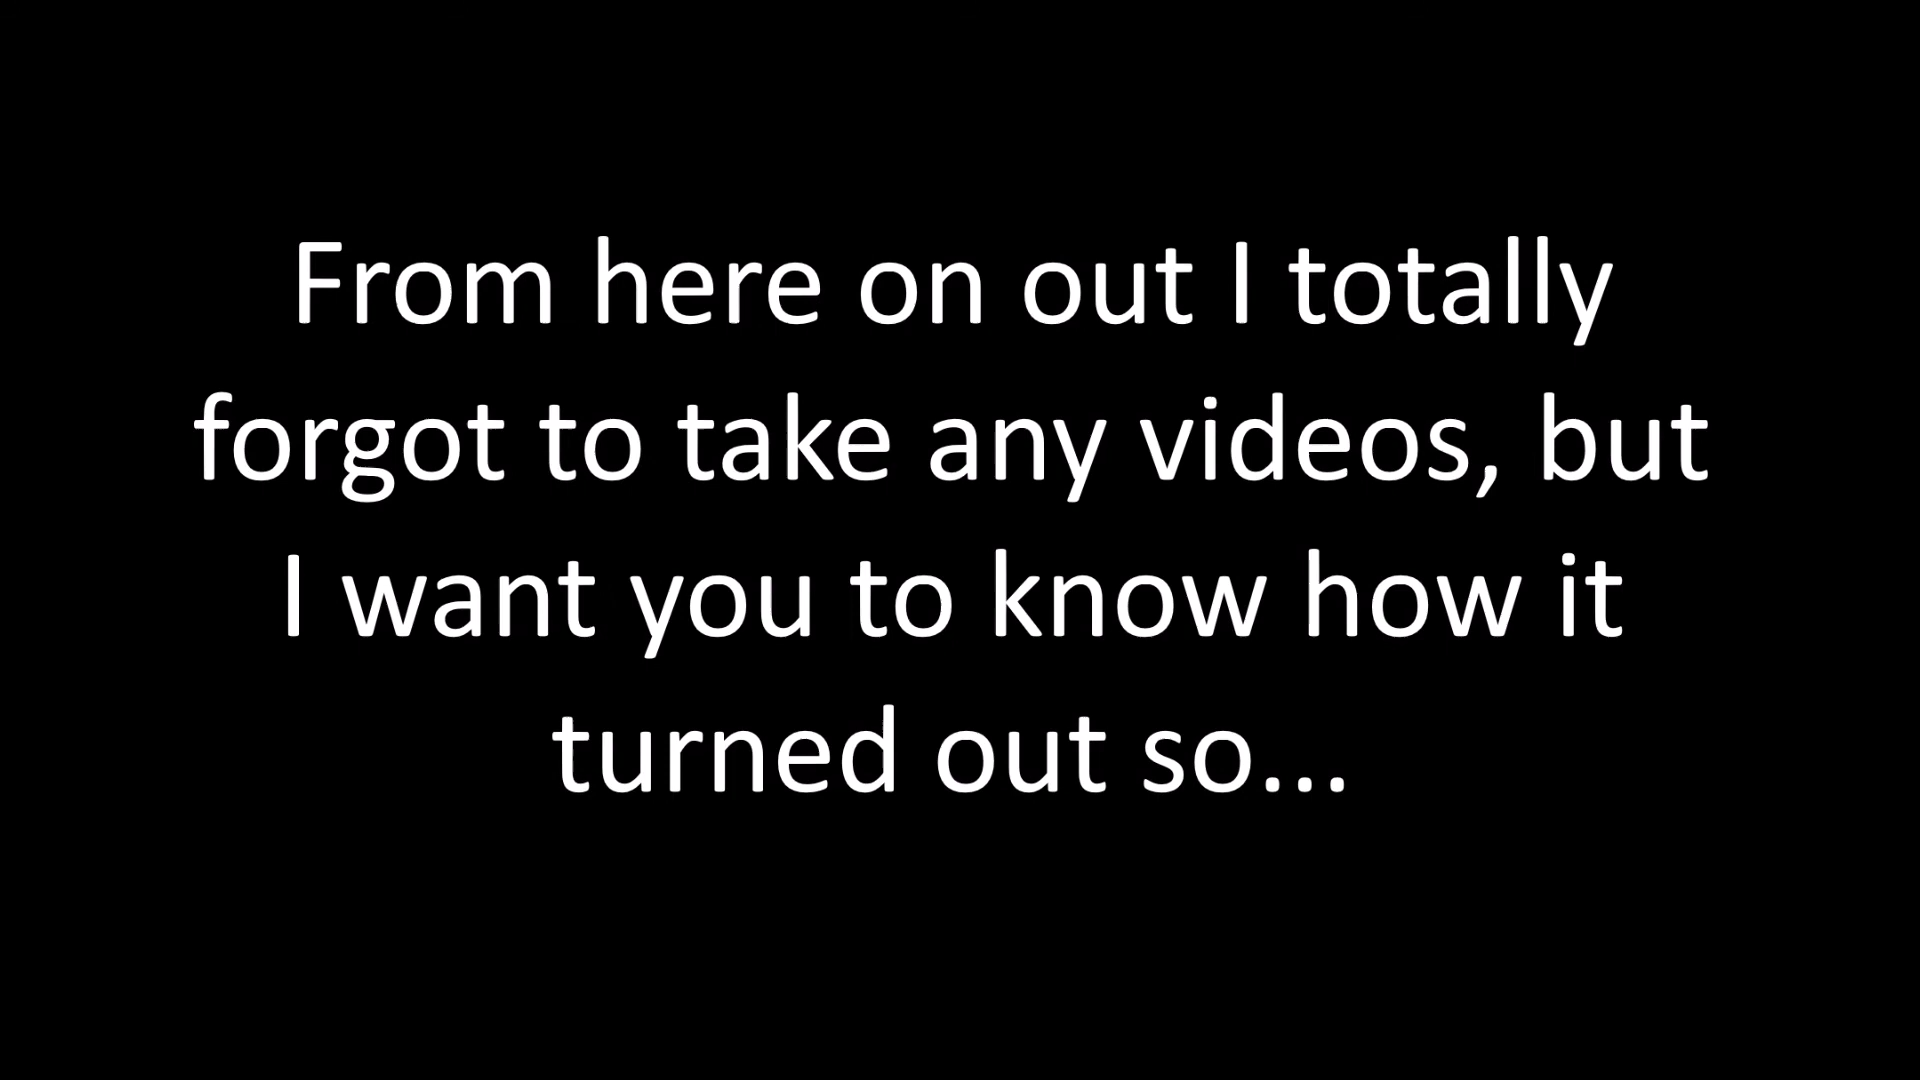 From here on out I totally
forgot to take any videos, but
I want you to know how it
turned out so...